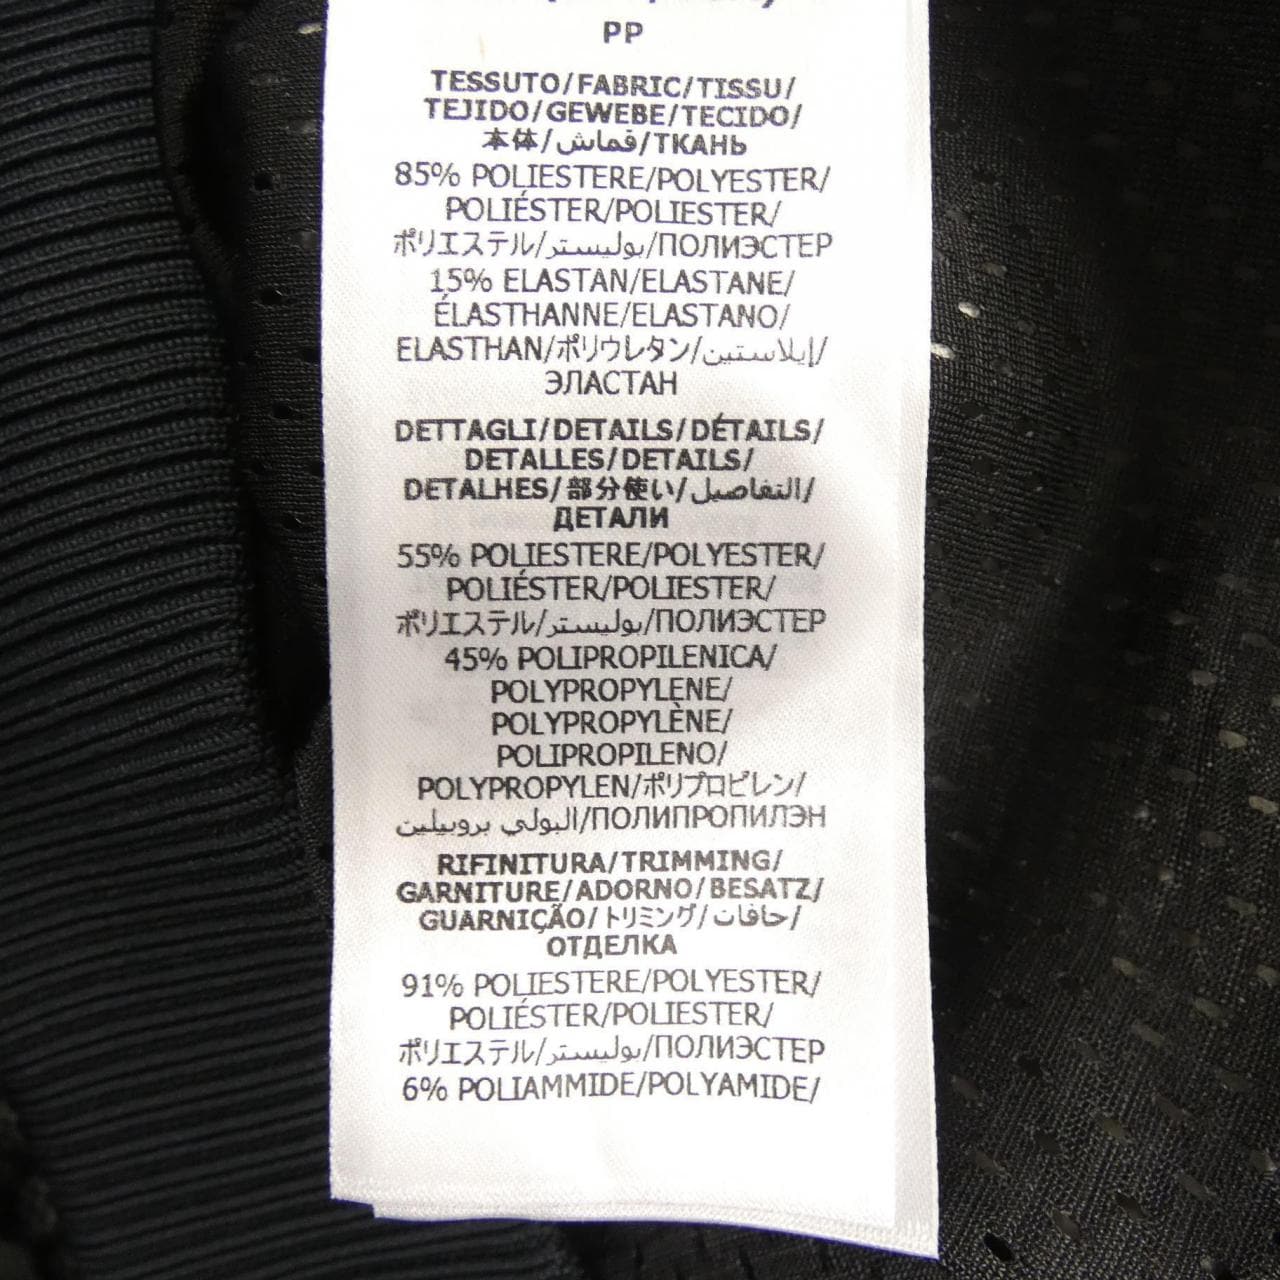 PP
TESSUTO/FABRIC/TISSU/
TEJIDO/GEWEBE/TECIDO/
本体/قماش/ТКАНЬ
85% POLIESTERE/POLYESTER/
POLIÉSTER/POLIESTER/
ポリエステル/بوليستر/ПОЛИЭСТЕР
15% ELASTAN/ELASTANE/
ÉLASTHANNE/ELASTANO/
ELASTHAN/ポリウレタン/إيلاستين/
ЭЛАСТАН
DETTAGLI/DETAILS/DÉTAILS/
DETALLES/DETAILS/
DETALHES/部分使い/التفاصيل/
ДЕТАЛИ
55% POLIESTERE/POLYESTER/
POLIÉSTER/POLIESTER/
ポリエステル/بوليستر/ПОЛИЭСТЕР
45% POLIPROPILENICA/
POLYPROPYLENE/
POLYPROPYLÈNE/
POLIPROPILENO/
POLYPROPYLEN/ポリプロピレン/
البولي بروبيلين/ПОЛИПРОПИЛЭН
RIFINITURA/TRIMMING/
GARNITURE/ADORNO/BESATZ/
GUARNIÇÃO/トリミング/حافات/
ОТДЕЛКА
91% POLIESTERE/POLYESTER/
POLIÉSTER/POLIESTER/
ポリエステル/بوليستر/ПОЛИЭСТЕР
6% POLIAMMIDE/POLYAMIDE/